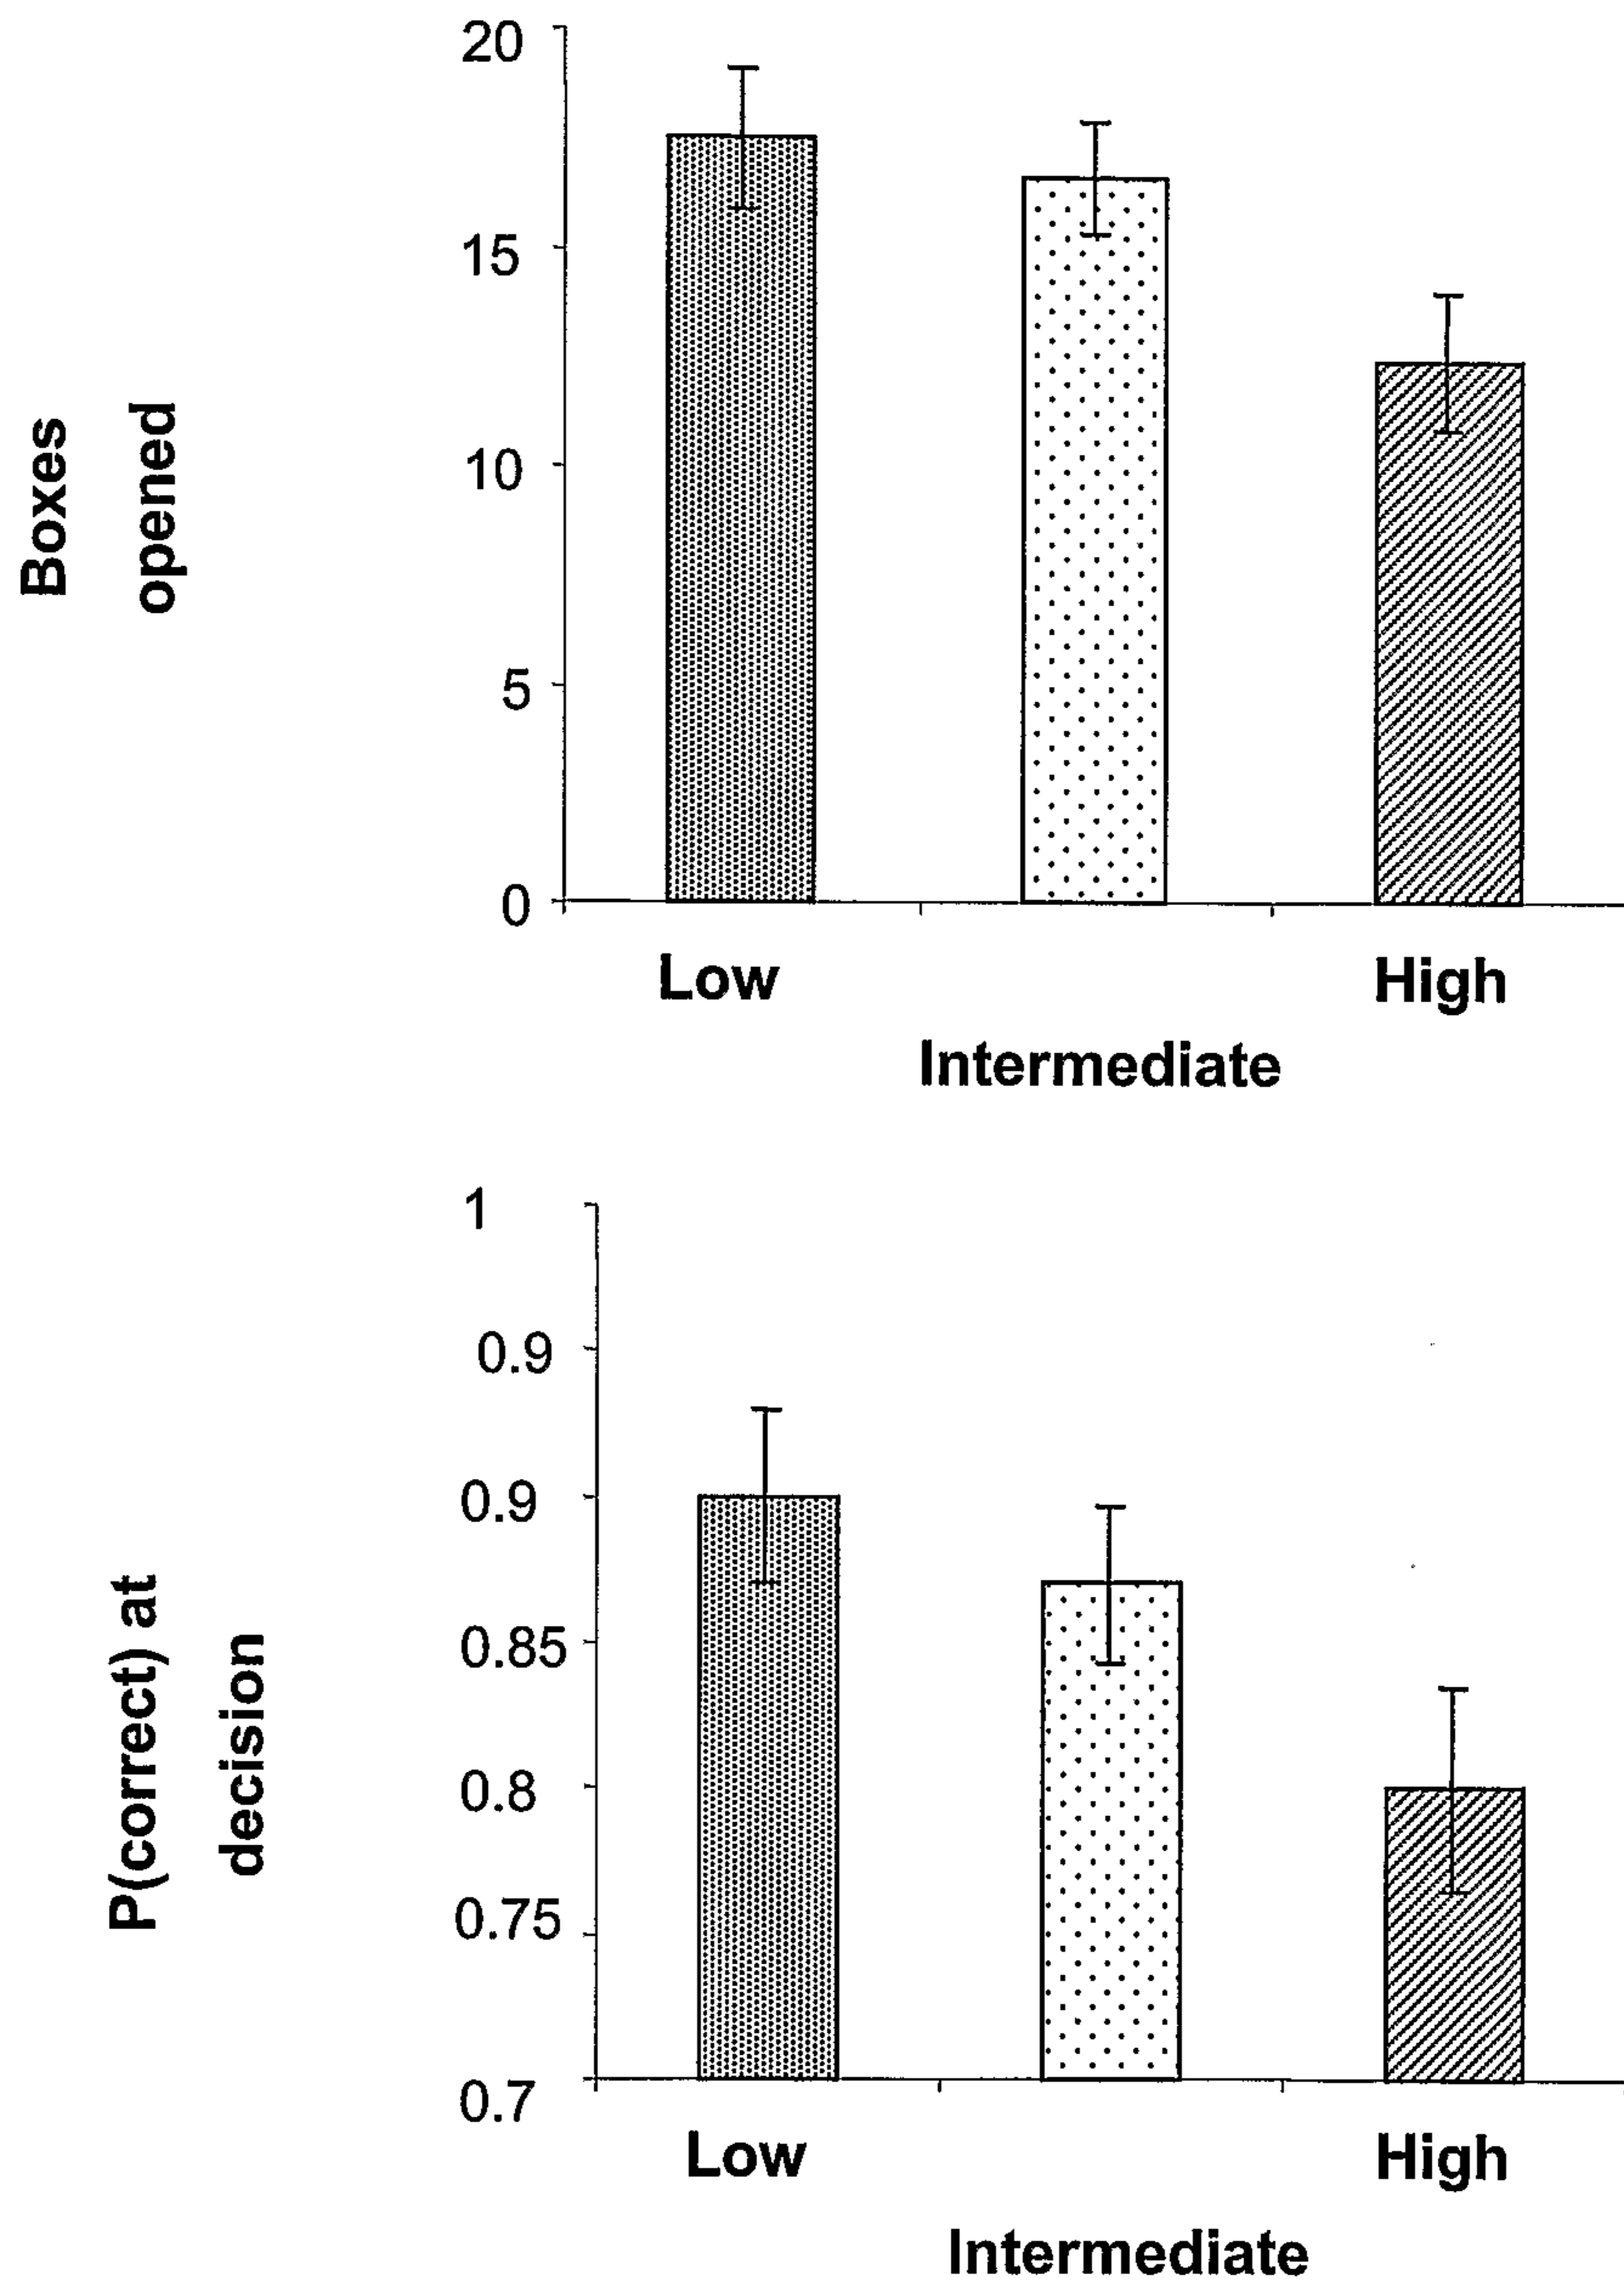 20
15
10
5
0
Boxes
opened
Low
High
Intermediate
1
0.9
0.9
0.85
0.8
0.75
0.7
P(correct) at
decision
Low
High
Intermediate